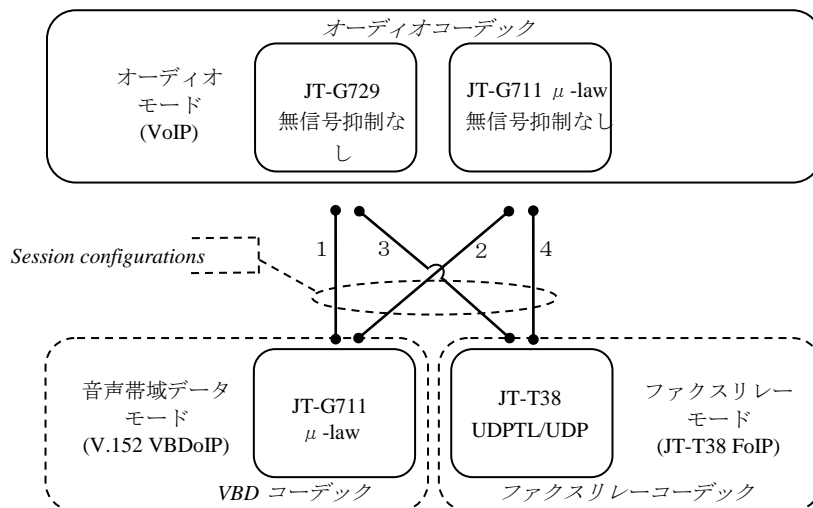 オーディオコーデック
オーディオ
モード
(VoIP)
JT-G729
無信号抑制な
し
JT-G711 μ-law
無信号抑制なし
Session configurations
1
3
2
4
音声帯域データ
モード
(V.152 VBDoIP)
JT-G711
μ-law
VBD コーデック
JT-T38
UDPTL/UDP
ファクスリレー
モード
(JT-T38 FoIP)
ファクスリレーコーデック